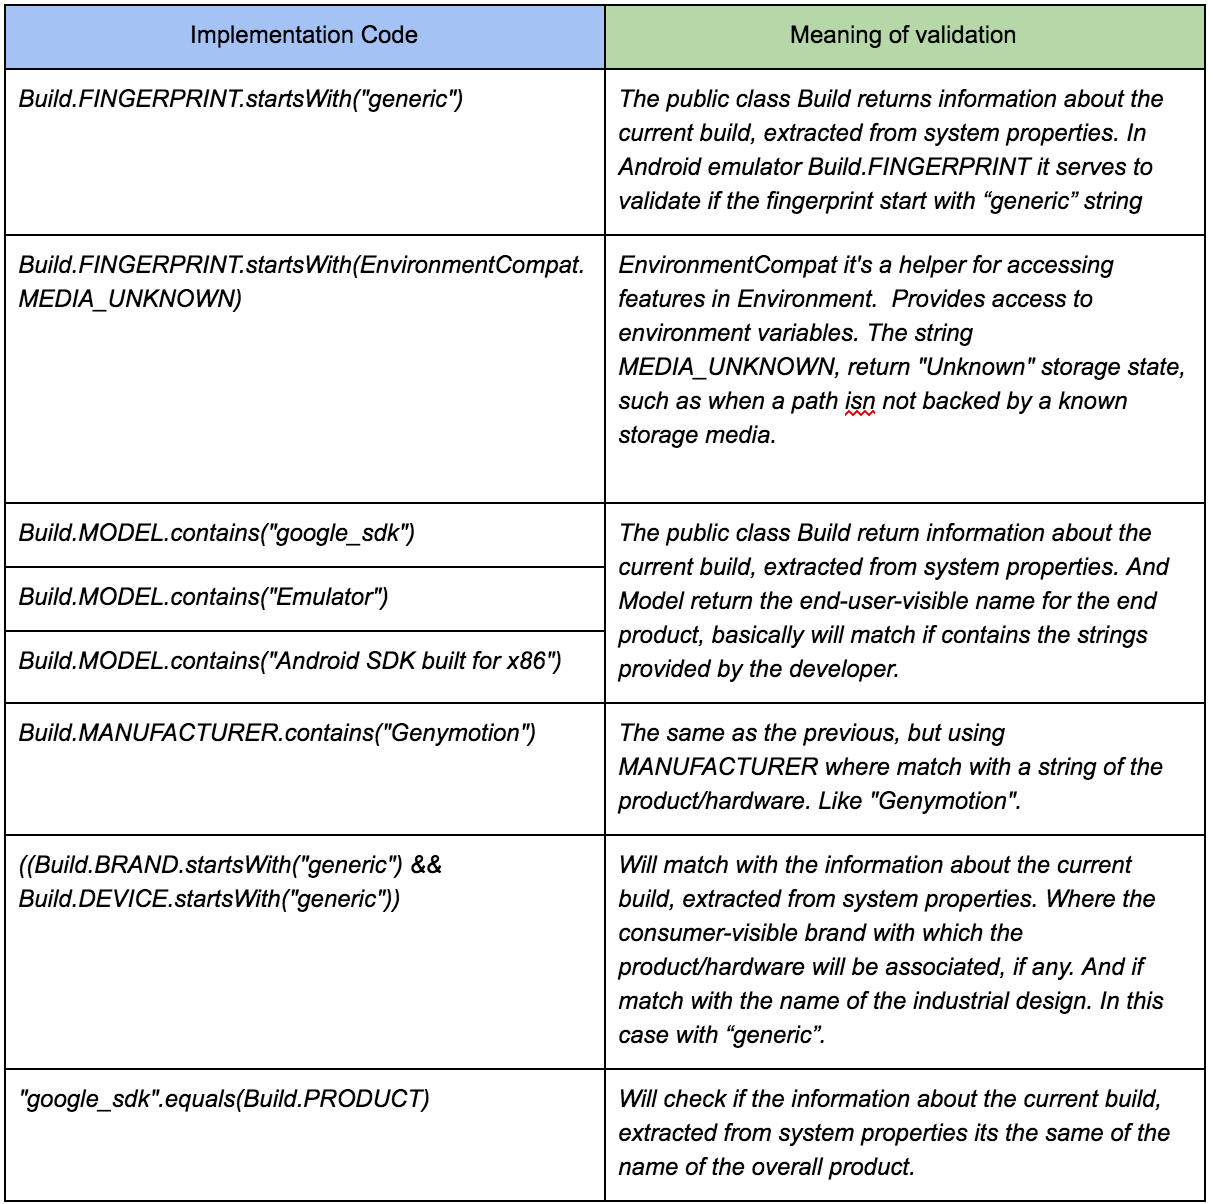 Implementation Code
Meaning of validation
Build.FINGERPRINT.startsWith("generic")
The public class Build returns information about the
current build, extracted from system properties. In
Android emulator Build.FINGERPRINT it serves to
validate if the fingerprint start with “generic” string
Build.FINGERPRINT.startsWith(EnvironmentCompat.
MEDIA_UNKNOWN)
EnvironmentCompat it's a helper for accessing
features in Environment.  Provides access to
environment variables. The string
MEDIA_UNKNOWN, return "Unknown" storage state,
such as when a path isn not backed by a known
storage media.
Build.MODEL.contains("google_sdk")
Build.MODEL.contains("Emulator")
Build.MODEL.contains("Android SDK built for x86")
The public class Build return information about the
current build, extracted from system properties. And
Model return the end-user-visible name for the end
product, basically will match if contains the strings
provided by the developer.
Build.MANUFACTURER.contains("Genymotion")
The same as the previous, but using
MANUFACTURER where match with a string of the
product/hardware. Like "Genymotion".
((Build.BRAND.startsWith("generic") &&
Build.DEVICE.startsWith("generic"))
Will match with the information about the current
build, extracted from system properties. Where the
consumer-visible brand with which the
product/hardware will be associated, if any. And if
match with the name of the industrial design. In this
case with “generic”.
"google_sdk".equals(Build.PRODUCT)
Will check if the information about the current build,
extracted from system properties its the same of the
name of the overall product.